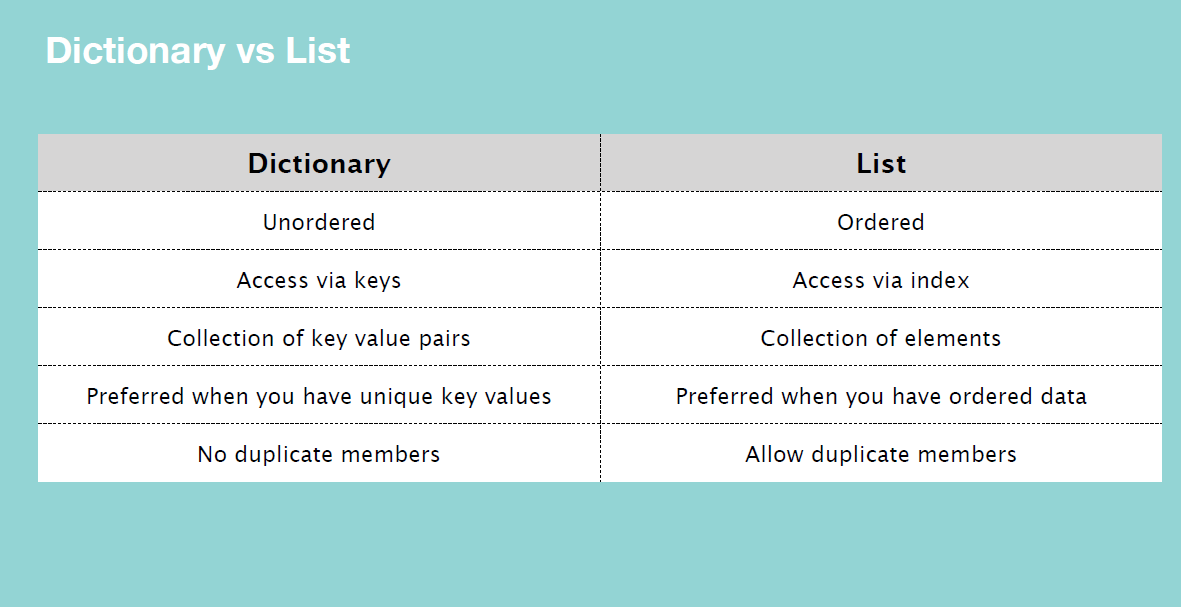 Dictionary vs List
Dictionary List
Unordered Ordered
Access via keys Access via index
Collection of key value pairs Collection of elements
Preferred when you have unique key values Preferred when you have ordered data
No duplicate members Allow duplicate members